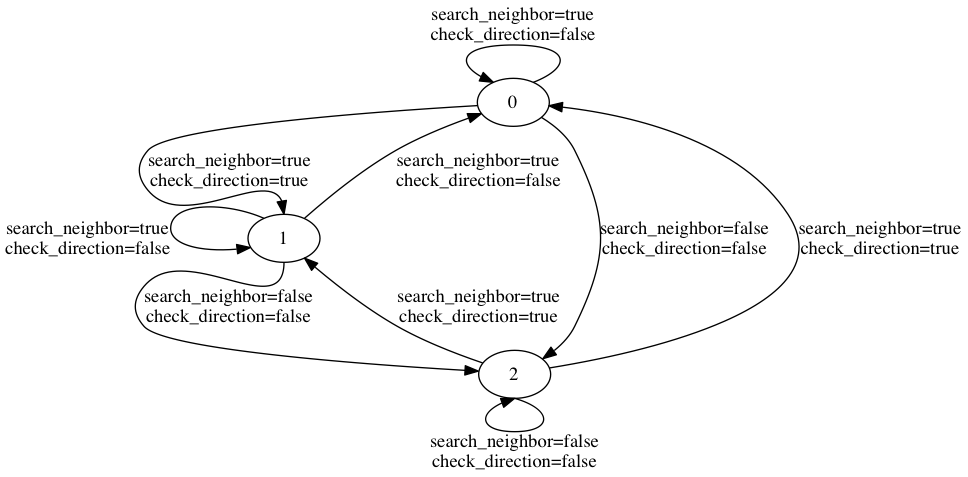 search_neighbor=true
check_direction=false
0
search_neighbor=true
check_direction=true
search_neighbor=true
check_direction=false
search_neighbor=true
check_direction=false
1
search_neighbor=false
check_direction=false
search_neighbor=true
check_direction=true
search_neighbor=false
check_direction=false
search_neighbor=true
check_direction=true
2
search_neighbor=false
check_direction=false